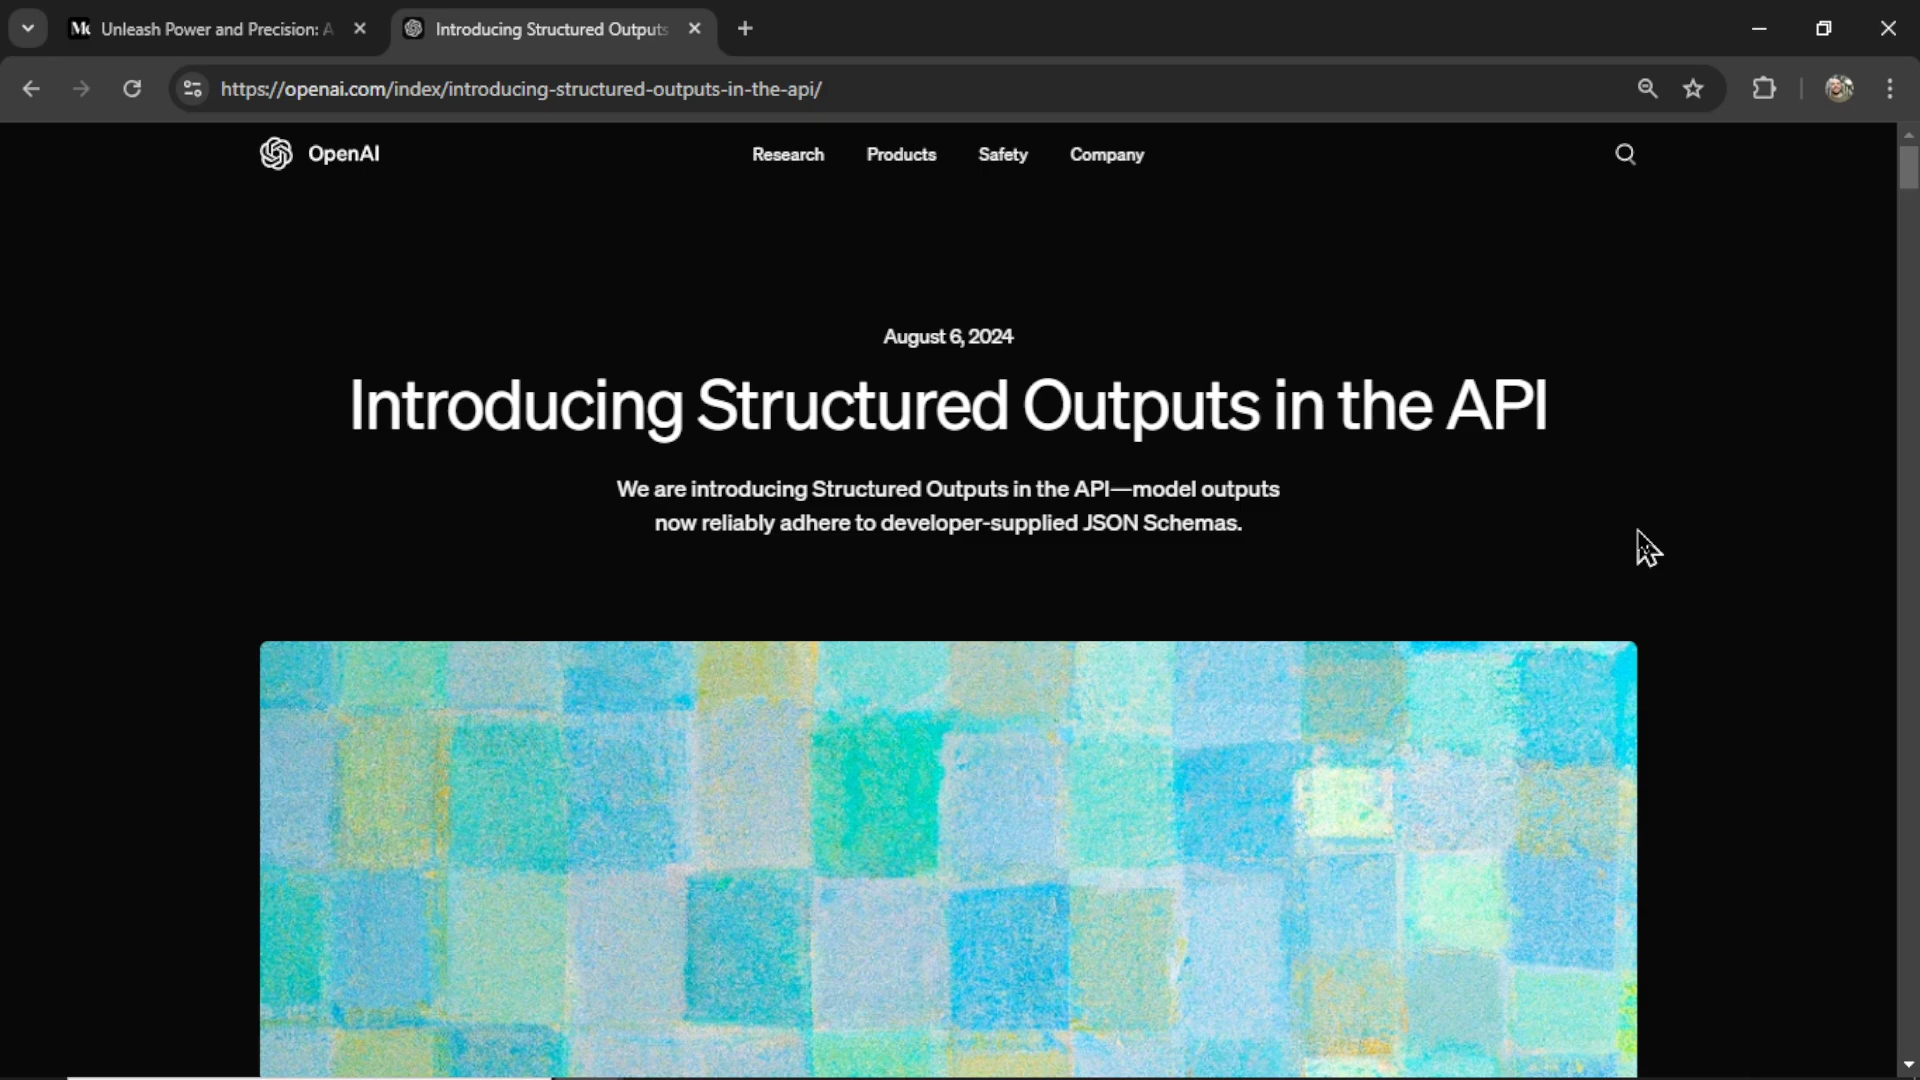 Unleash Power and Precision: A
Introducing Structured Outputs
https://openai.com/index/introducing-structured-outputs-in-the-api/
OpenAI
Research
Products
Safety
Company
August 6, 2024
Introducing Structured Outputs in the API
We are introducing Structured Outputs in the API—model outputs
now reliably adhere to developer-supplied JSON Schemas.